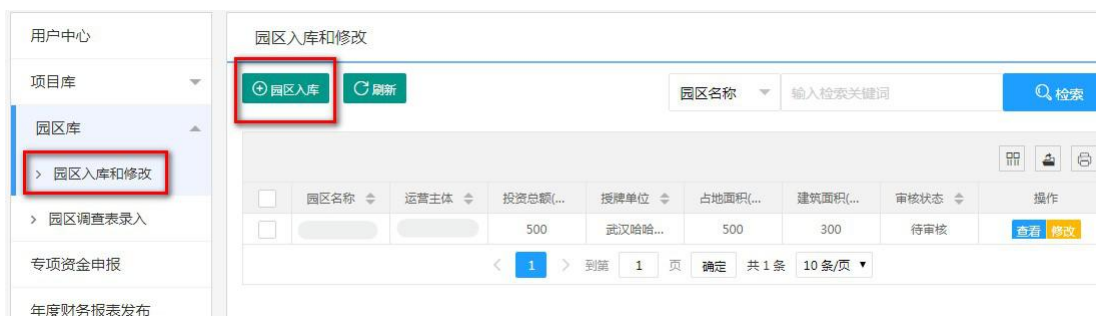 用户中心
园区入库和修改
项目库
园区入库
刷新
园区名称
输入检索关键词
检索
园区库
园区入库和修改
园区调查表录入
专项资金申报
年度财务报表发布
园区名称 运营主体 投资总额(... 授牌单位 占地面积(... 建筑面积(... 审核状态 操作
500 武汉哈哈... 500 300 待审核 查看 修改
1 到第 1 页 确定 共 1 条 10 条/页